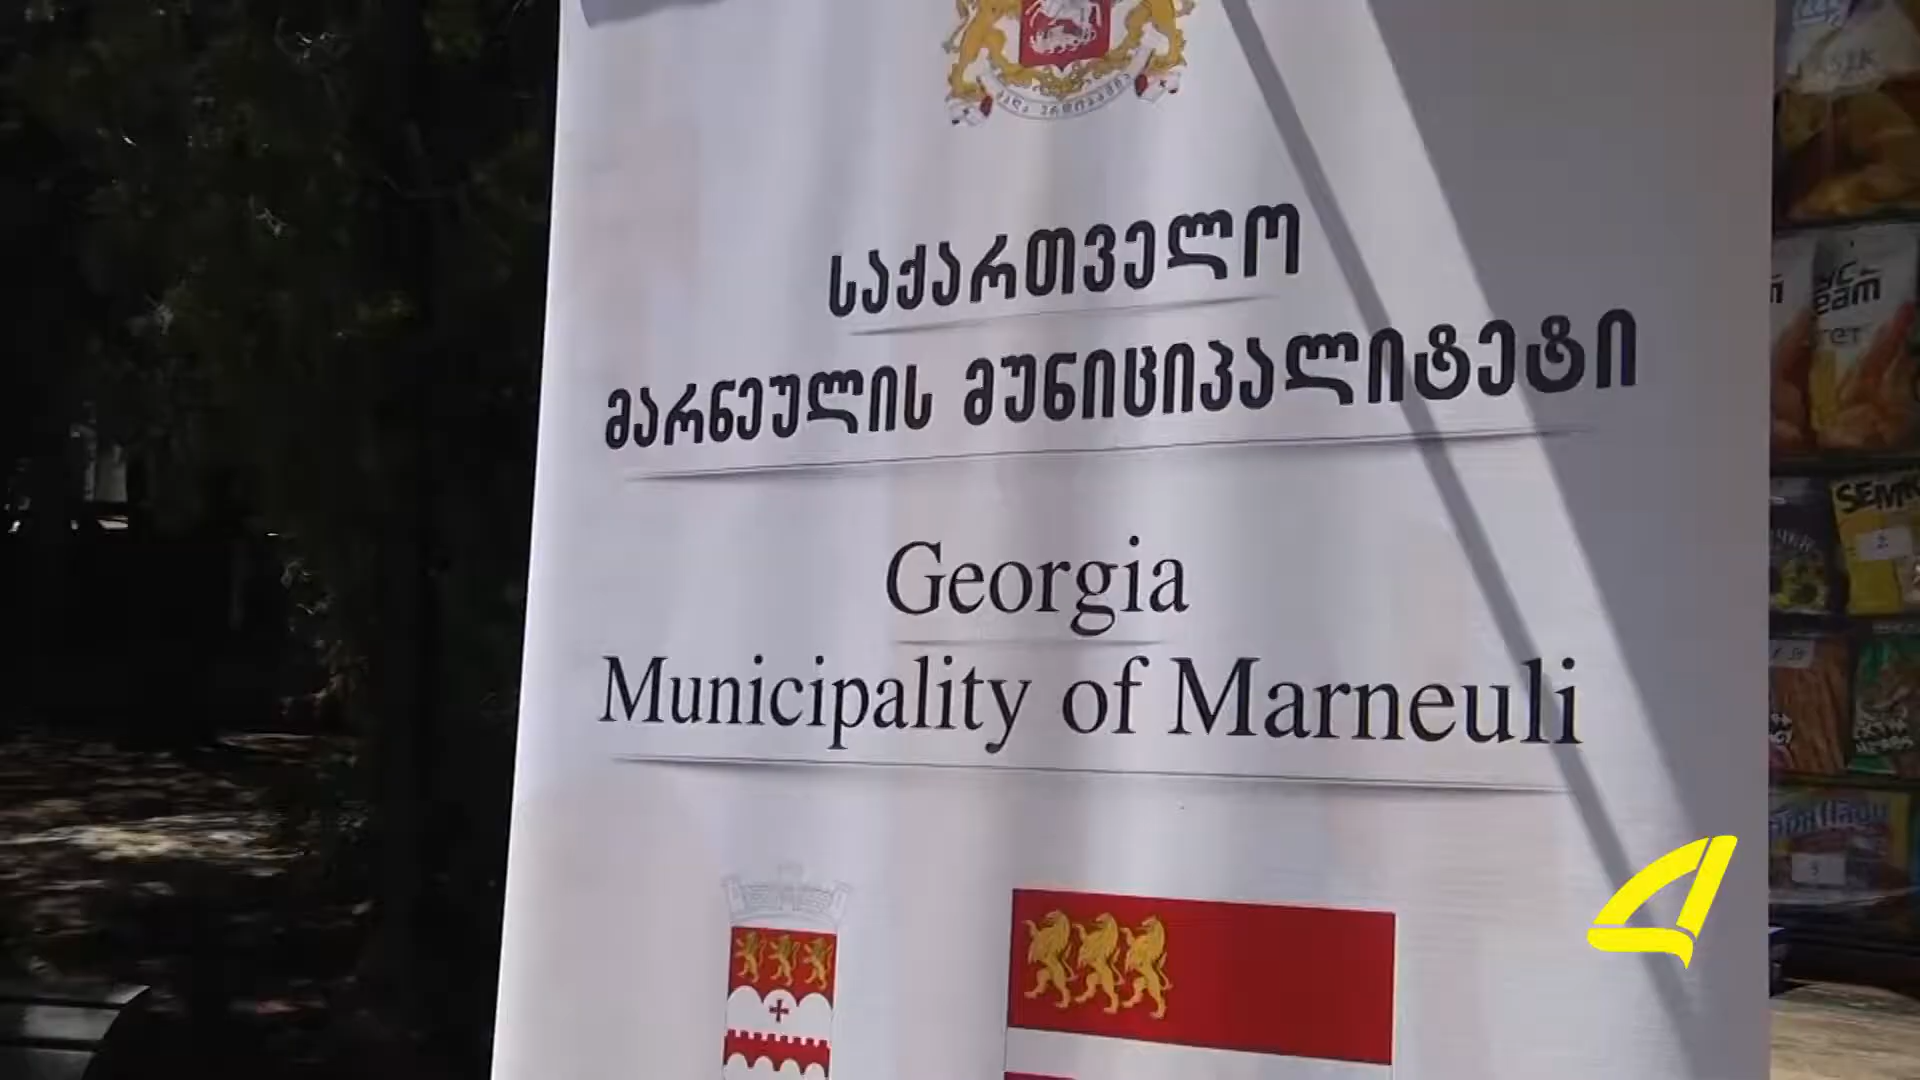 საქართველო
მარნეულის მუნიციპალიტეტი
Georgia
Municipality of Marneuli